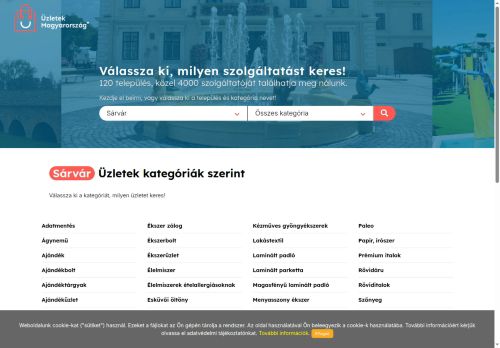 Üzletek
Magyarország
Válassza ki, milyen szolgáltatást keres!
120 település, közel 4000 szolgáltatóját találhatja meg nálunk.
Kezdje el beírni, vagy válassza ki a település és kategória nevét!
Sárvár
Összes kategória
Sárvár Üzletek kategóriák szerint
Válassza ki a kategóriát, milyen üzletet keres!
Adatmentés
Ékszer zálog
Kézműves gyöngyékszerek
Paleo
Ágynemű
Ékszerbolt
Lakástextil
Papír, írószer
Ajándék
Ékszerüzlet
Laminált padló
Prémium italok
Ajándékbolt
Élelmiszer
Laminált parketta
Rövidáru
Ajándéktárgyak
Élelmiszerek ételallergiásoknak
Magasfényű laminált padló
Röviditalok
Ajándéküzlet
Esküvői öltöny
Menyasszony ékszer
Szőnyeg
Weboldalunk cookie-kat ("sütiket") használ. Ezeket a fájlokat az Ön gépén tárolja a rendszer. Az oldal használatával Ön beleegyezik a cookie-k használatába. További információért kérjük
olvassa el adatvédelmi tájékoztatónkat. További információk.